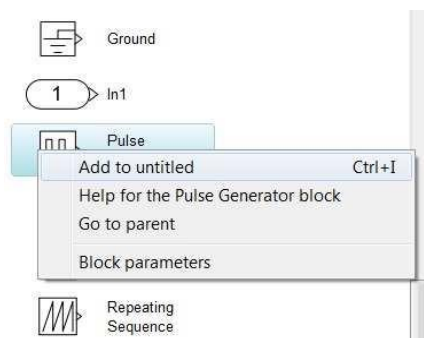 Ground
1 In1
Pulse
Add to untitled Ctrl+I
Help for the Pulse Generator block
Go to parent
Block parameters
Repeating
Sequence